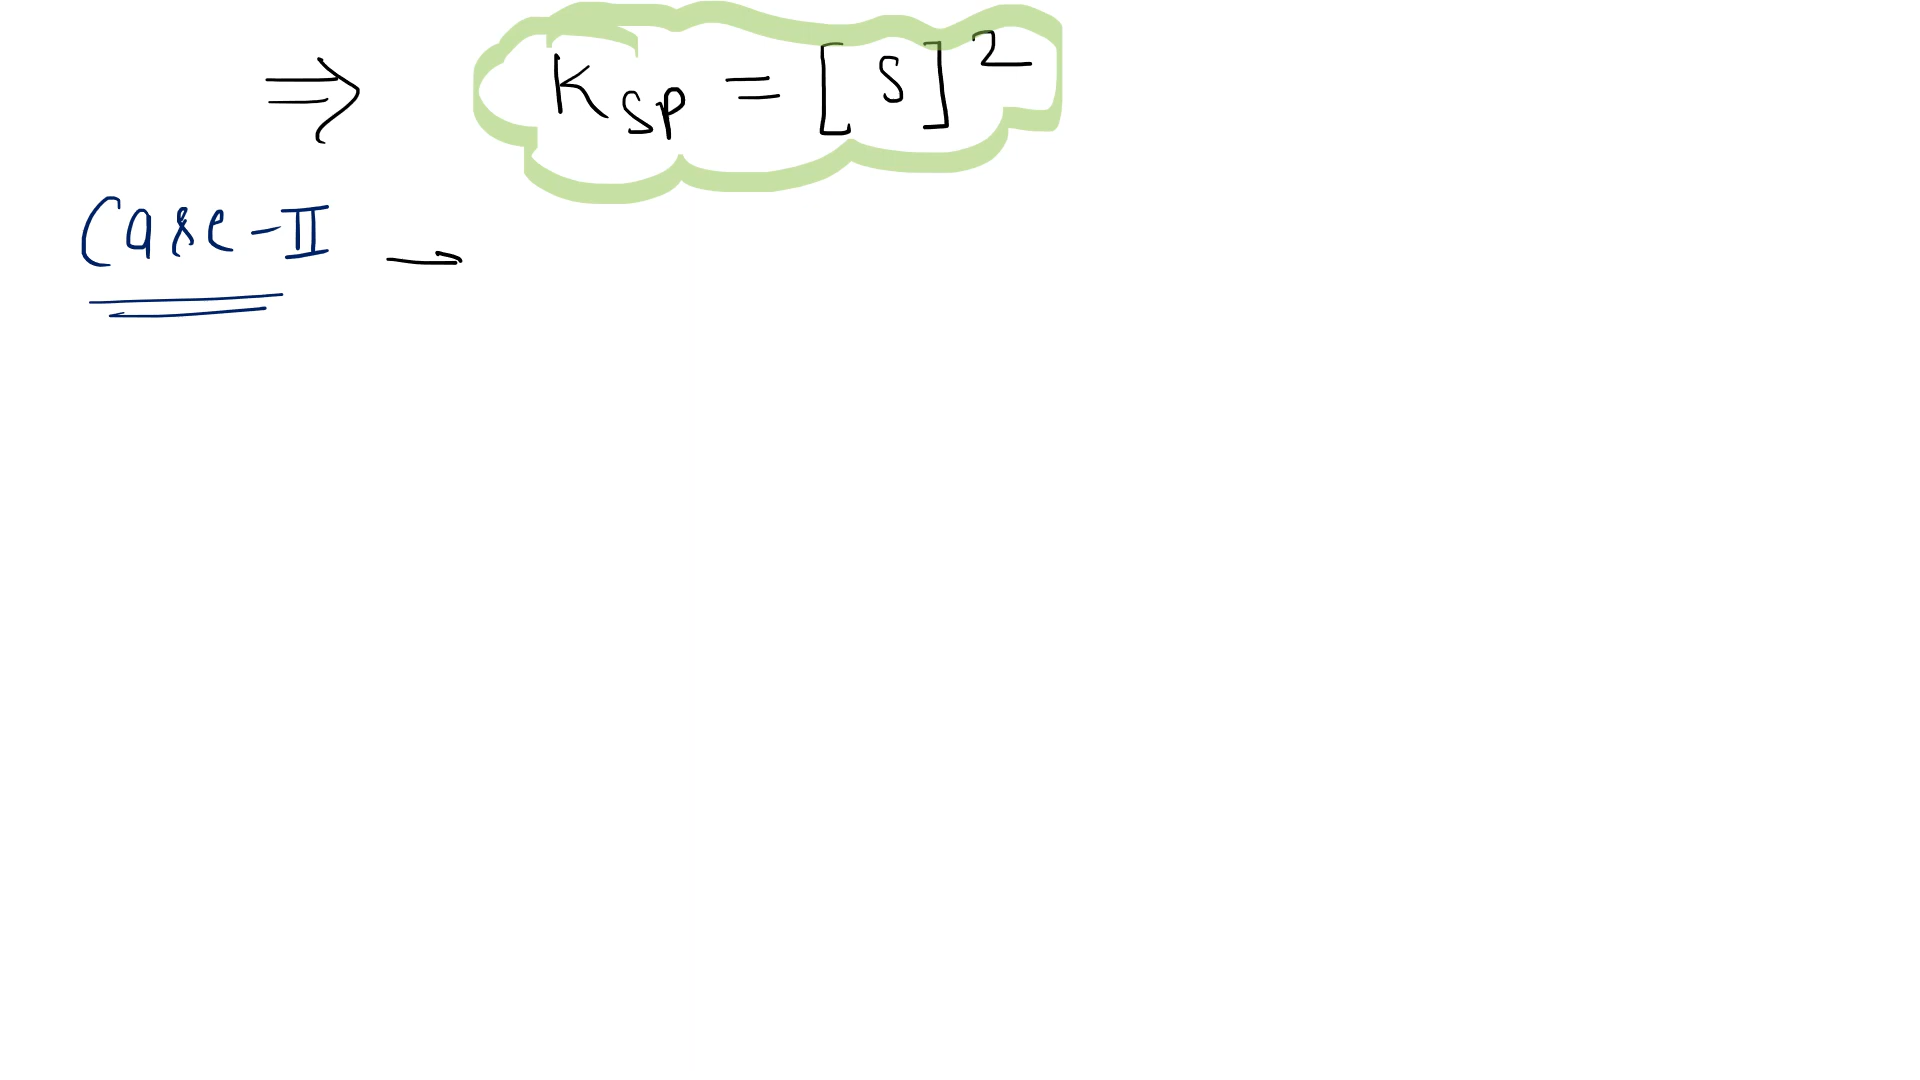 ⇒ Ksp = [S]²
Case-II →